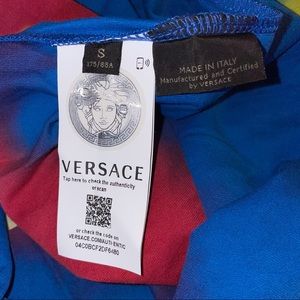 S
175/88A
VERSACE
Tap here to check the authenticity
or scan
or check the code on
VERSACE.COM/AUTHENTIC
04C0BCF2DF6480
MADE IN ITALY
Manufactured and Certified
by VERSACE